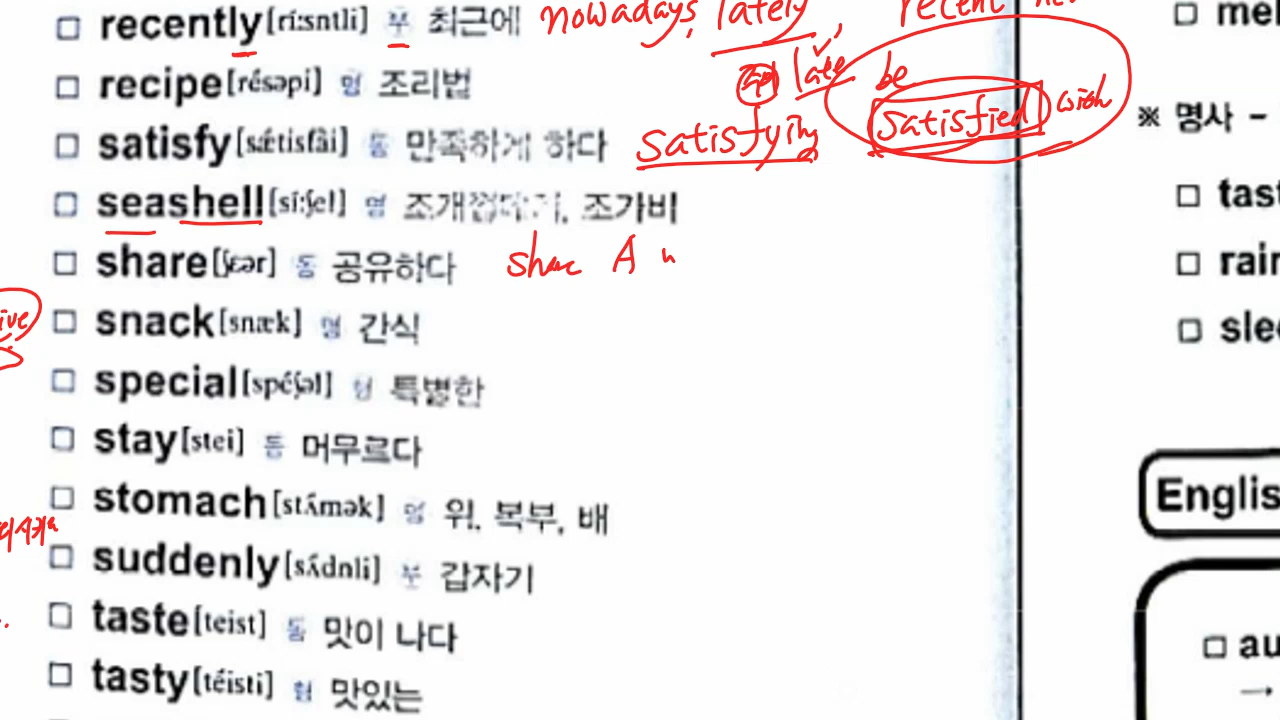 recently[ríːsntli] 부 최근에 nowadays, lately, recent
recipe[résəpi] 명 조리법 late be
satisfy[sǽtisfài] 동 만족하게 하다 satisfying satisfied with
seashell[síːʃel] 명 조개껍데기, 조가비
share[ʃɛər] 동 공유하다 share A w
snack[snæk] 명 간식
special[spéʃəl] 형 특별한
stay[stei] 동 머무르다
stomach[stʌ́mək] 명 위, 복부, 배
suddenly[sʌ́dnli] 부 갑자기
taste[teist] 동 맛이 나다
tasty[téisti] 형 맛있는
※ 명사 -
tast
rain
slee
Englis
au
→